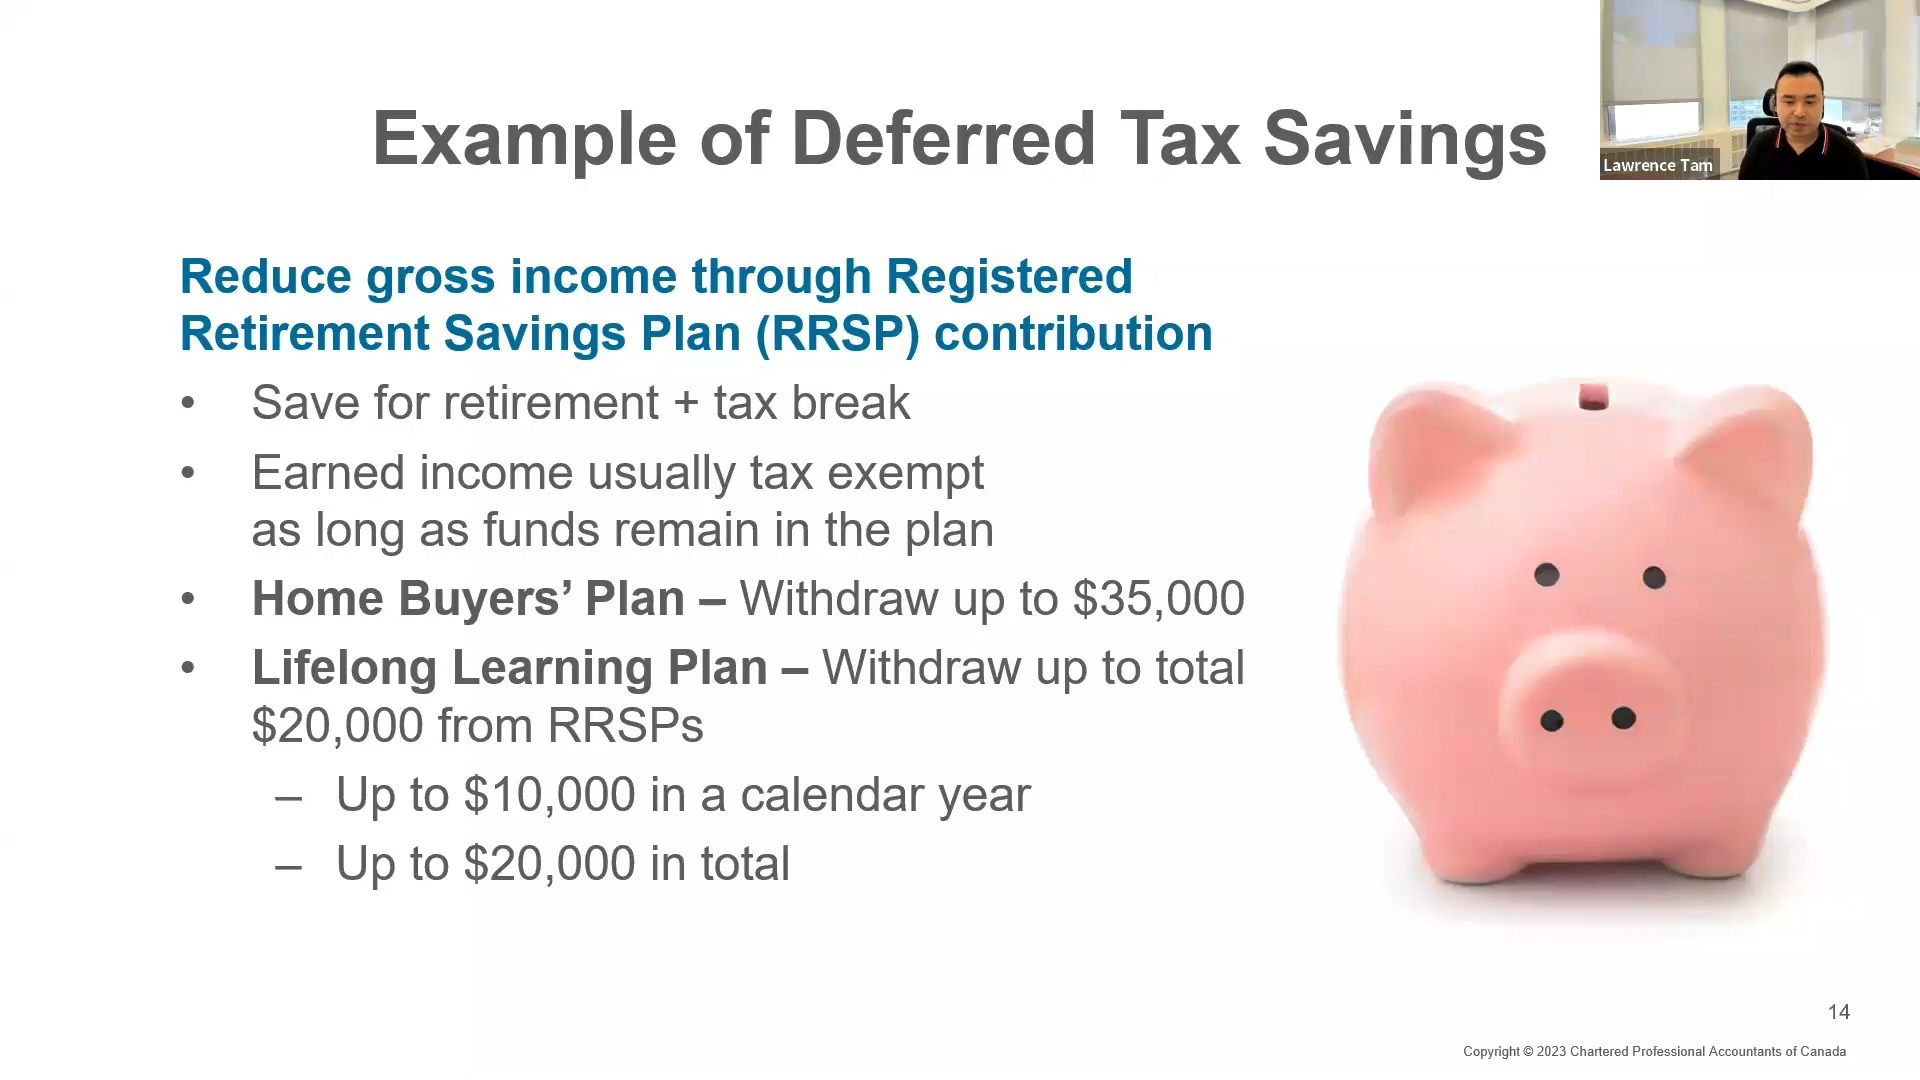 Example of Deferred Tax Savings
Lawrence Tam
Reduce gross income through Registered
Retirement Savings Plan (RRSP) contribution
• Save for retirement + tax break
• Earned income usually tax exempt
as long as funds remain in the plan
• Home Buyers’ Plan – Withdraw up to $35,000
• Lifelong Learning Plan – Withdraw up to total
$20,000 from RRSPs
– Up to $10,000 in a calendar year
– Up to $20,000 in total
14
Copyright © 2023 Chartered Professional Accountants of Canada